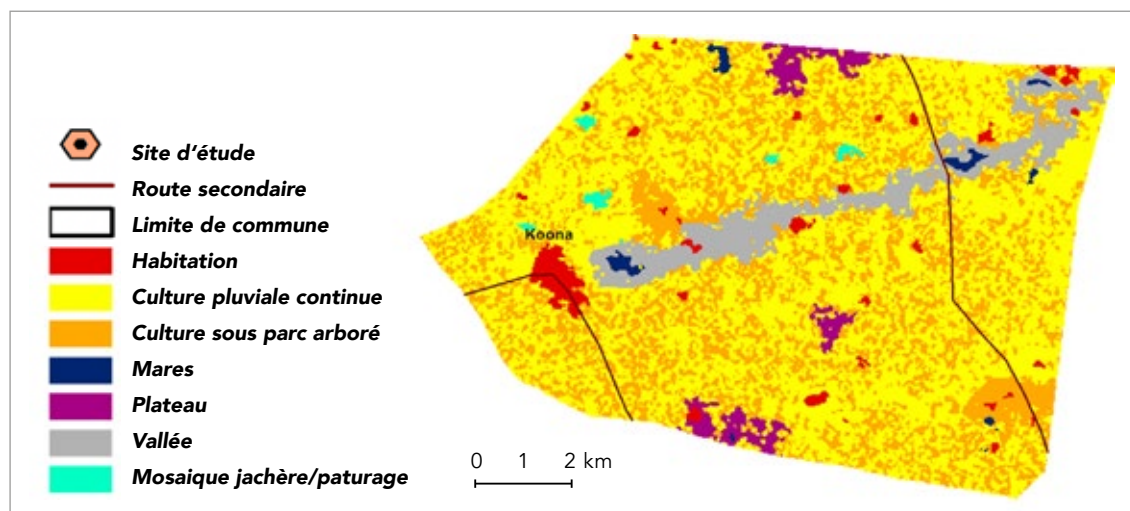 Site d'étude
Route secondaire
Limite de commune
Habitation
Culture pluviale continue
Culture sous parc arboré
Mares
Plateau
Vallée
Mosaique jachère/paturage
Koona
0 1 2 km